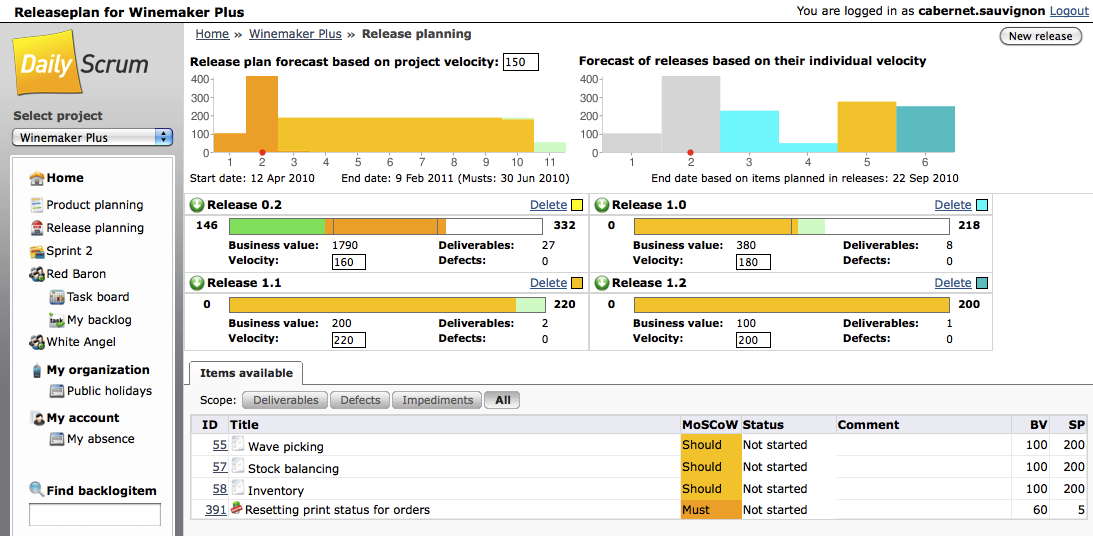 Releaseplan for Winemaker Plus
You are logged in as cabernet.sauvignon Logout
Daily Scrum
Select project
Winemaker Plus
Home
Product planning
Release planning
Sprint 2
Red Baron
Task board
My backlog
White Angel
My organization
Public holidays
My account
My absence
Find backlogitem
Home » Winemaker Plus » Release planning
New release
Release plan forecast based on project velocity: 150
400
300
200
100
0
1 2 3 4 5 6 7 8 9 10 11
Start date: 12 Apr 2010 End date: 9 Feb 2011 (Musts: 30 Jun 2010)
Forecast of releases based on their individual velocity
400
300
200
100
0
1 2 3 4 5 6
End date based on items planned in releases: 22 Sep 2010
Release 0.2 Delete
146 332
Business value: 1790 Deliverables: 27
Velocity: 160 Defects: 0
Release 1.0 Delete
0 218
Business value: 380 Deliverables: 8
Velocity: 180 Defects: 0
Release 1.1 Delete
0 220
Business value: 200 Deliverables: 2
Velocity: 220 Defects: 0
Release 1.2 Delete
0 200
Business value: 100 Deliverables: 1
Velocity: 200 Defects: 0
Items available
Scope: Deliverables Defects Impediments All
ID Title MoSCoW Status Comment BV SP
55 Wave picking Should Not started 100 200
57 Stock balancing Should Not started 100 200
58 Inventory Should Not started 100 200
391 Resetting print status for orders Must Not started 60 5